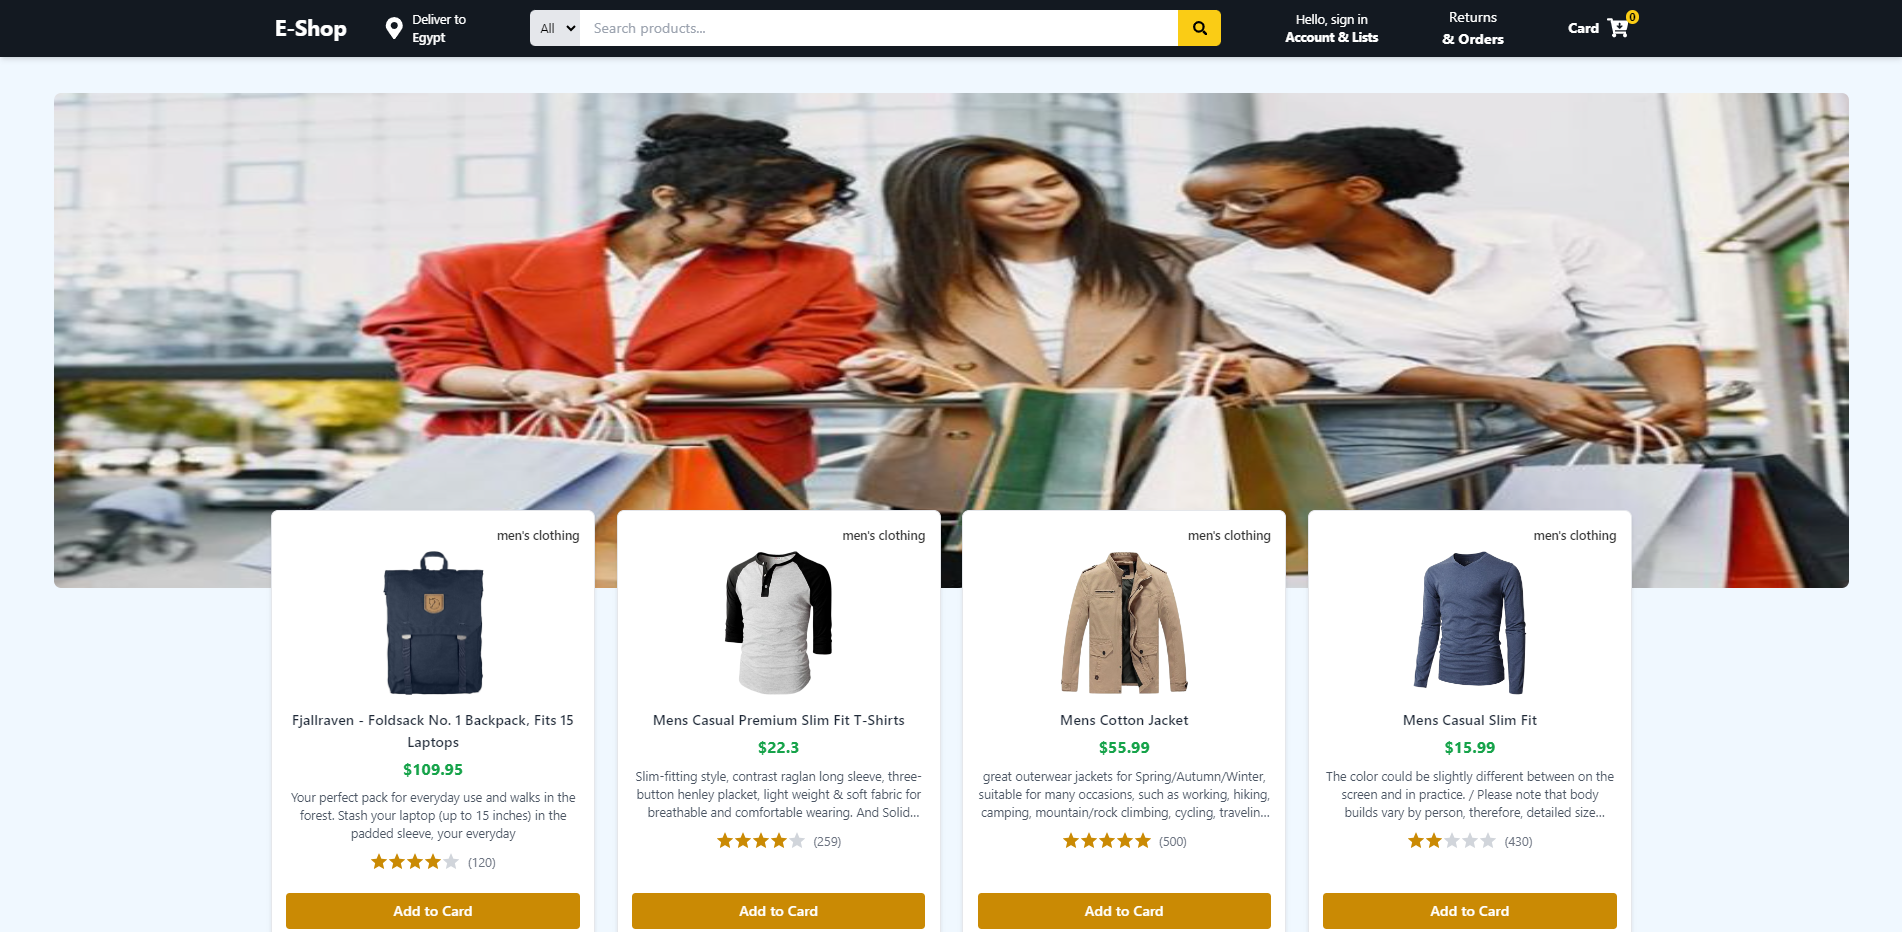 E-Shop
Deliver to
Egypt
All
Search products...
Hello, sign in
Account & Lists
Returns
& Orders
Card
0
men's clothing
Fjallraven - Foldsack No. 1 Backpack, Fits 15
Laptops
$109.95
Your perfect pack for everyday use and walks in the
forest. Stash your laptop (up to 15 inches) in the
padded sleeve, your everyday
(120)
Add to Card
men's clothing
Mens Casual Premium Slim Fit T-Shirts
$22.3
Slim-fitting style, contrast raglan long sleeve, three-
button henley placket, light weight & soft fabric for
breathable and comfortable wearing. And Solid...
(259)
Add to Card
men's clothing
Mens Cotton Jacket
$55.99
great outerwear jackets for Spring/Autumn/Winter,
suitable for many occasions, such as working, hiking,
camping, mountain/rock climbing, cycling, travelin...
(500)
Add to Card
men's clothing
Mens Casual Slim Fit
$15.99
The color could be slightly different between on the
screen and in practice. / Please note that body
builds vary by person, therefore, detailed size...
(430)
Add to Card